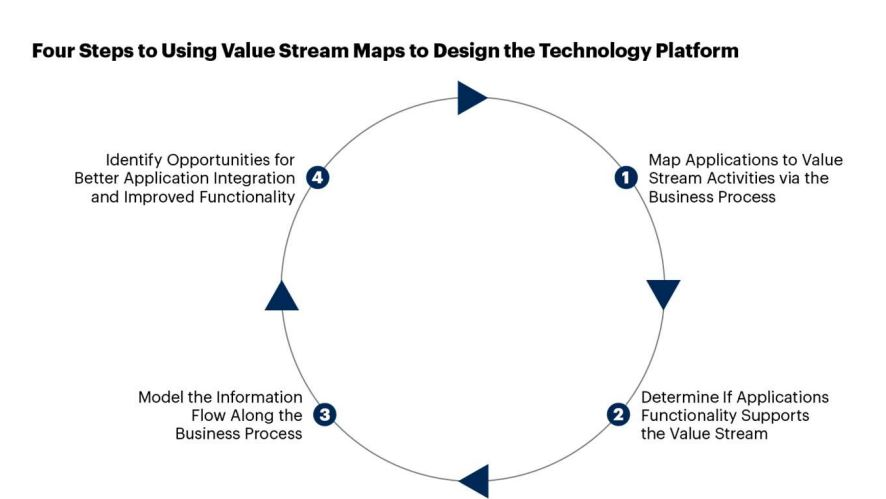 Four Steps to Using Value Stream Maps to Design the Technology Platform
1
Map Applications to Value
Stream Activities via the
Business Process
2
Determine If Applications
Functionality Supports
the Value Stream
3
Model the Information
Flow Along the
Business Process
4
Identify Opportunities for
Better Application Integration
and Improved Functionality